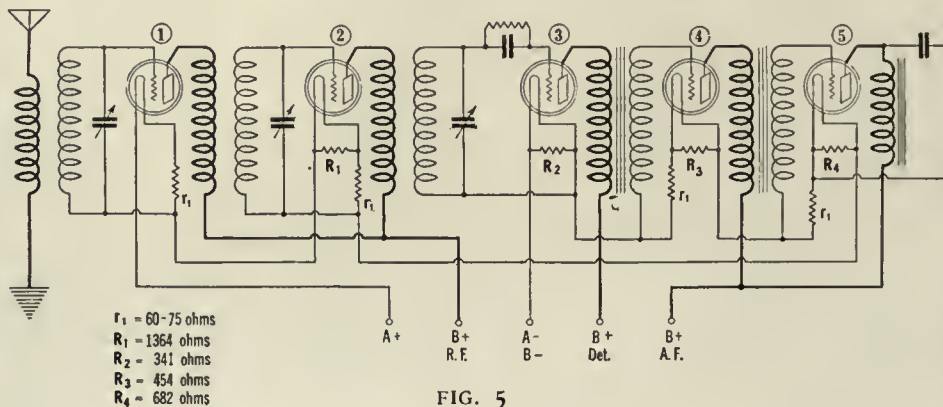 ① ② ③ ④ ⑤
r₁ R₁ r₁ R₂ r₁ R₃ r₁ R₄
A+ B+ R.F. A- B- B+ Det. B+ A.F.
r₁ = 60-75 ohms
R₁ = 1364 ohms
R₂ = 341 ohms
R₃ = 454 ohms
R₄ = 682 ohms
FIG. 5